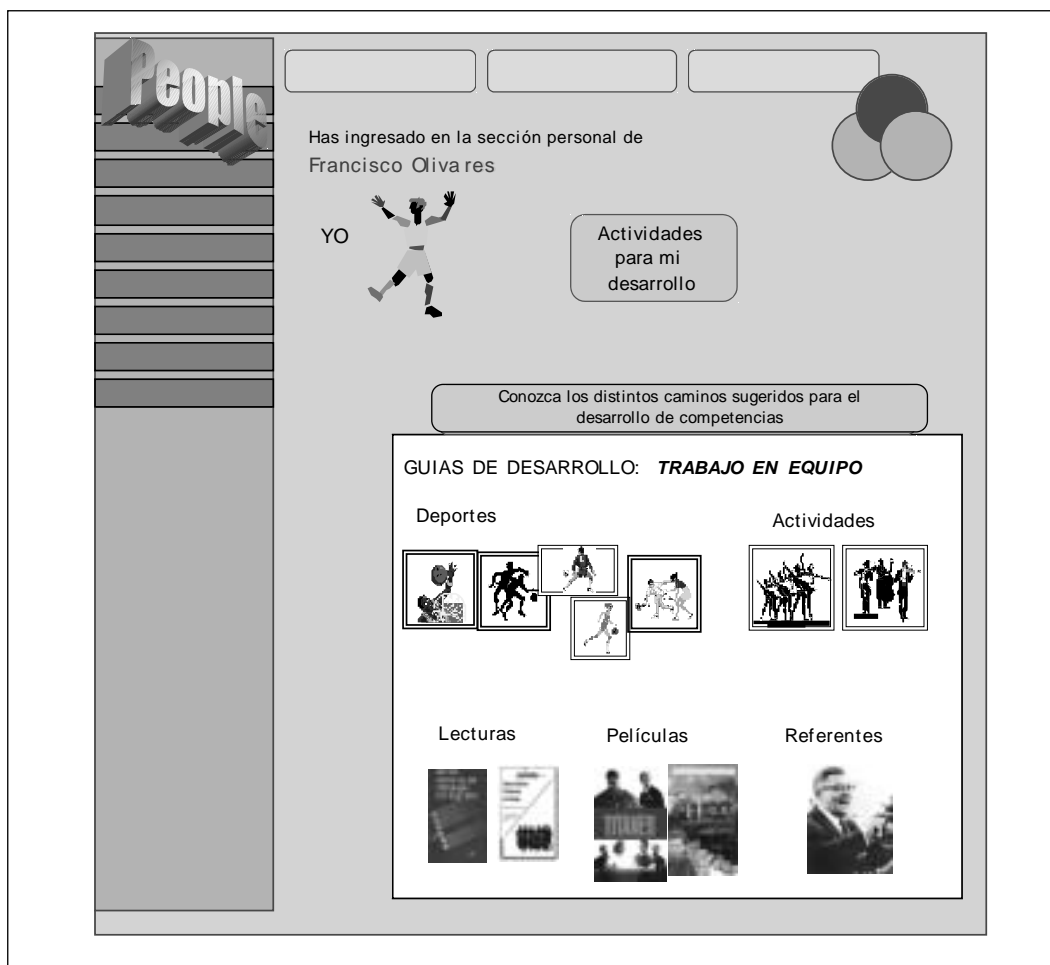 People
Has ingresado en la sección personal de
Francisco Olivares
YO
Actividades
para mi
desarrollo
Conozca los distintos caminos sugeridos para el
desarrollo de competencias
GUIAS DE DESARROLLO: TRABAJO EN EQUIPO
Deportes
Actividades
Lecturas
Películas
Referentes
TITANES